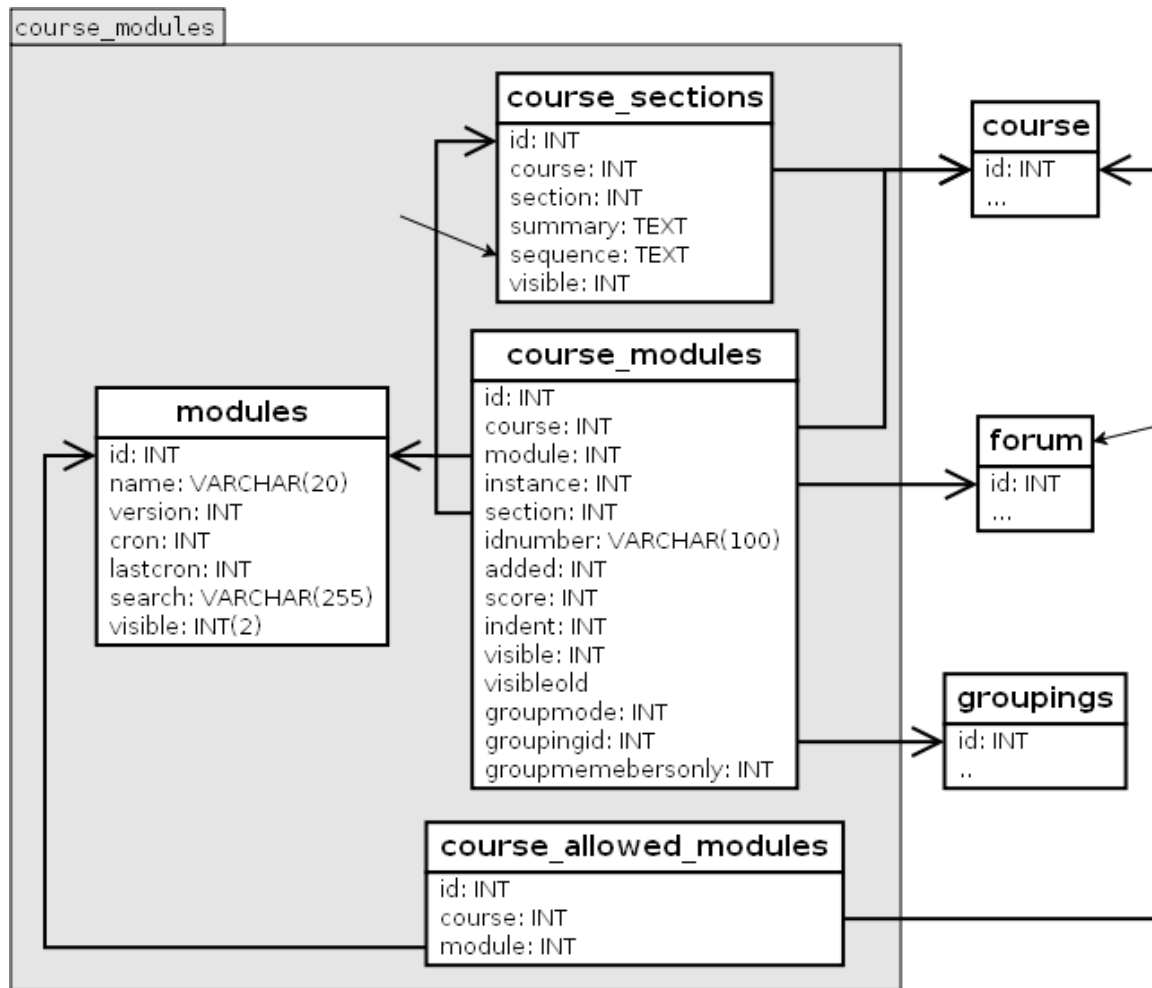 course_modules
course_sections
id: INT
course: INT
section: INT
summary: TEXT
sequence: TEXT
visible: INT
course
id: INT
...
course_modules
id: INT
course: INT
module: INT
instance: INT
section: INT
idnumber: VARCHAR(100)
added: INT
score: INT
indent: INT
visible: INT
visibleold
groupmode: INT
groupingid: INT
groupmemebersonly: INT
modules
id: INT
name: VARCHAR(20)
version: INT
cron: INT
lastcron: INT
search: VARCHAR(255)
visible: INT(2)
forum
id: INT
...
groupings
id: INT
..
course_allowed_modules
id: INT
course: INT
module: INT